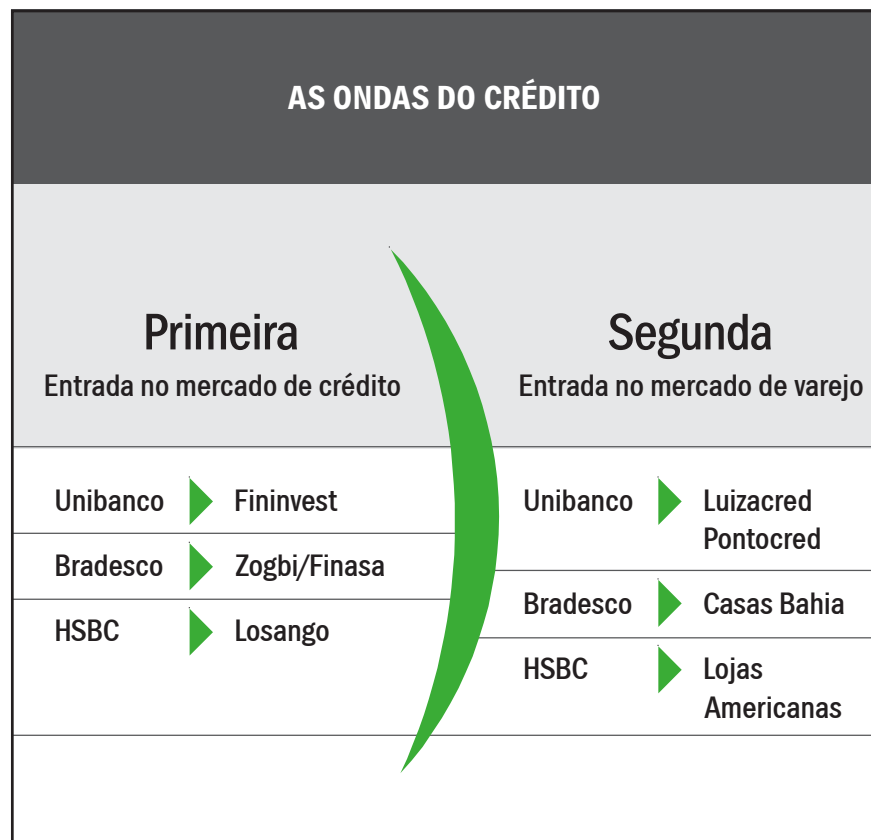 AS ONDAS DO CRÉDITO
Primeira
Entrada no mercado de crédito
Unibanco Fininvest
Bradesco Zogbi/Finasa
HSBC Losango
Segunda
Entrada no mercado de varejo
Unibanco Luizacred
Pontocred
Bradesco Casas Bahia
HSBC Lojas
Americanas